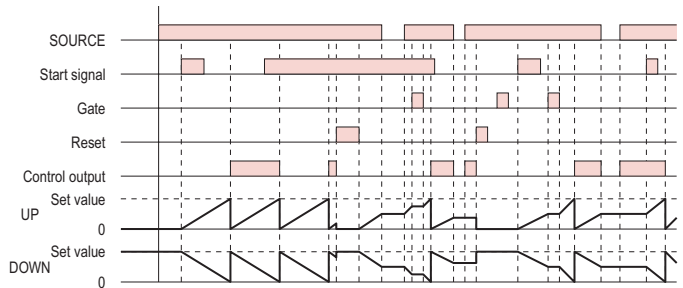 SOURCE
Start signal
Gate
Reset
Control output
Set value
UP
0
Set value
DOWN
0